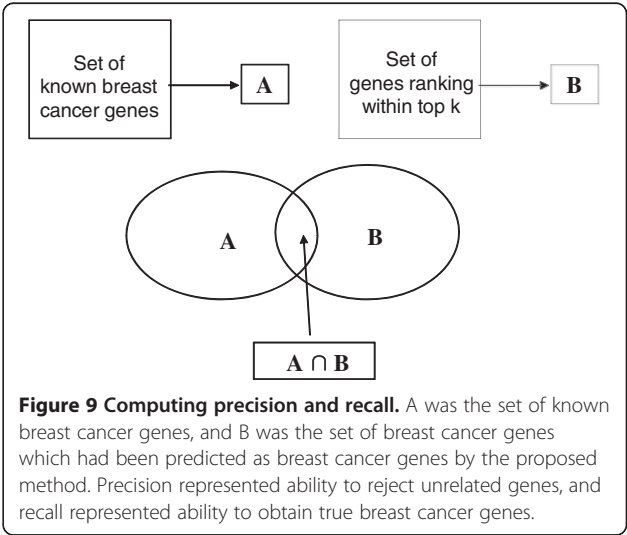 Set of
known breast
cancer genes
A
Set of
genes ranking
within top k
B
A
B
A ∩ B
Figure 9 Computing precision and recall. A was the set of known
breast cancer genes, and B was the set of breast cancer genes
which had been predicted as breast cancer genes by the proposed
method. Precision represented ability to reject unrelated genes, and
recall represented ability to obtain true breast cancer genes.